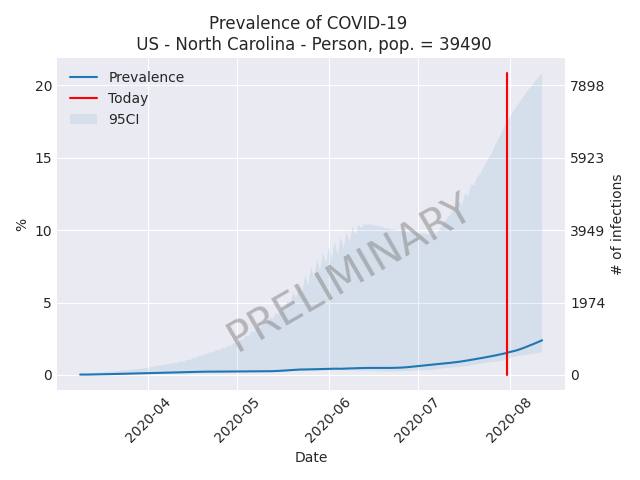 Prevalence of COVID-19
US - North Carolina - Person, pop. = 39490
Prevalence
Today
95CI
20
15
10
5
0
%
7898
5923
3949
1974
0
# of infections
PRELIMINARY
2020-04
2020-05
2020-06
2020-07
2020-08
Date